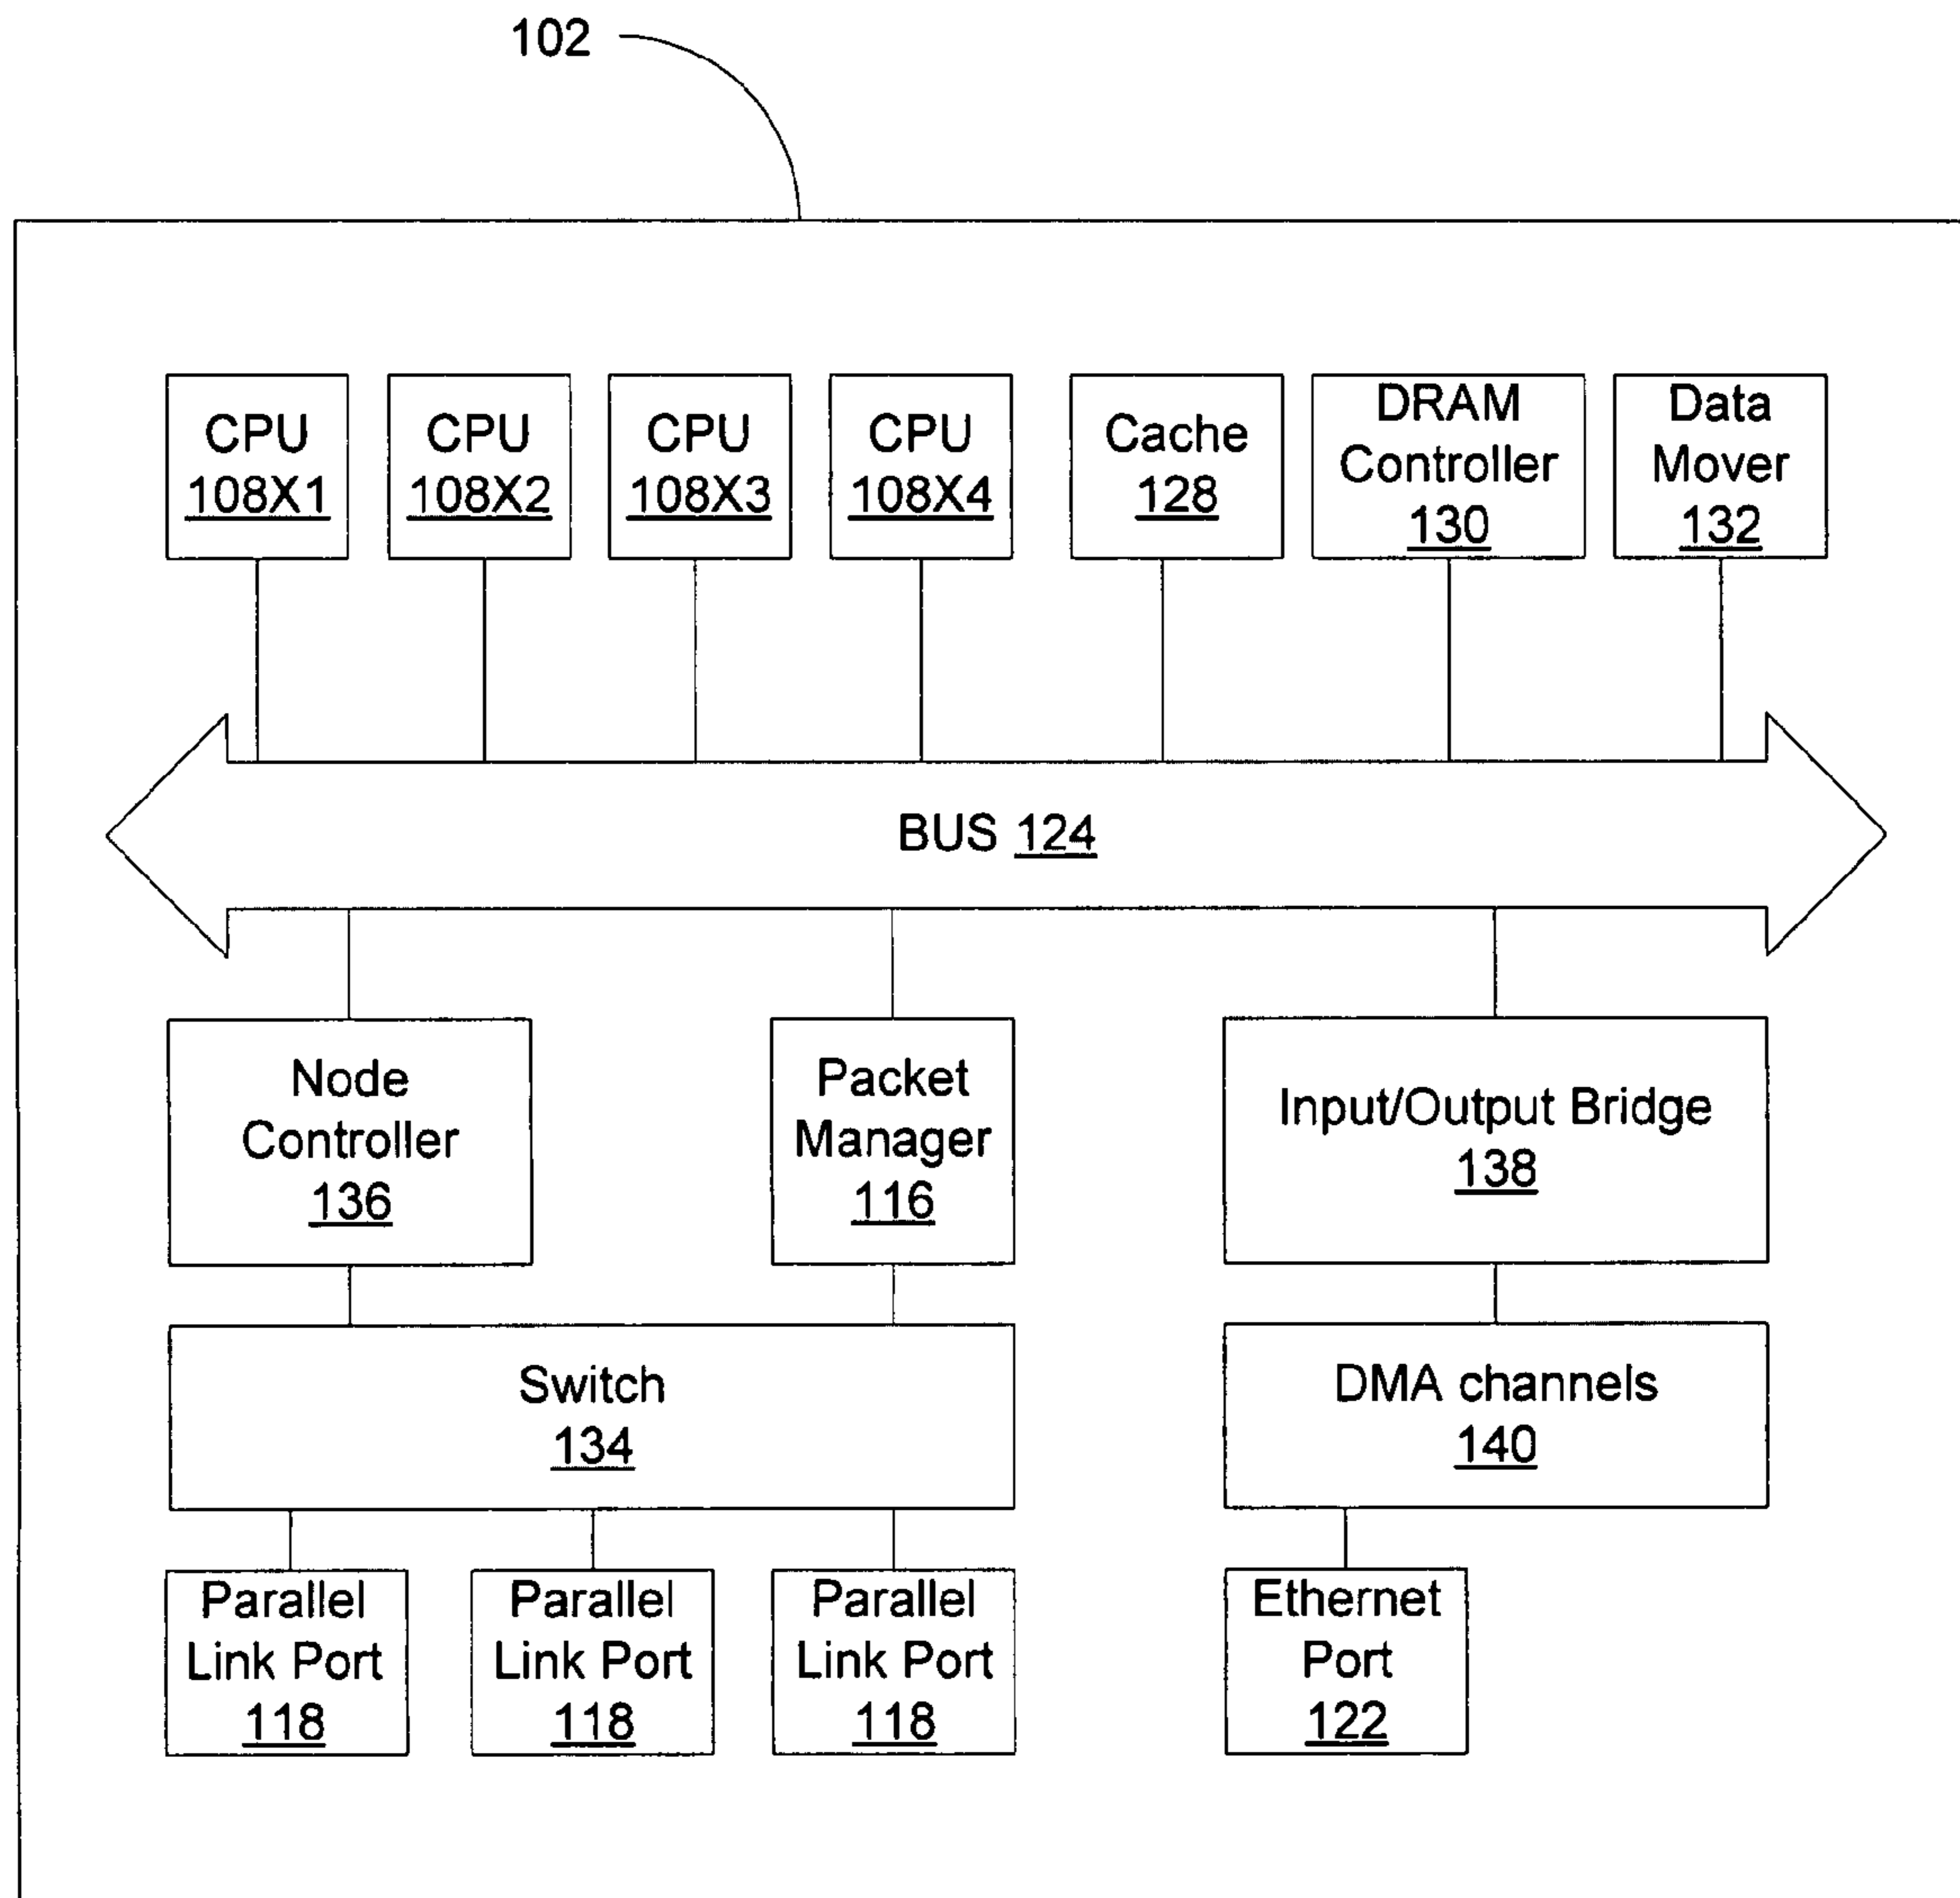 102
CPU
108X1
CPU
108X2
CPU
108X3
CPU
108X4
Cache
128
DRAM
Controller
130
Data
Mover
132
BUS 124
Node
Controller
136
Packet
Manager
116
Input/Output Bridge
138
Switch
134
DMA channels
140
Parallel
Link Port
118
Parallel
Link Port
118
Parallel
Link Port
118
Ethernet
Port
122